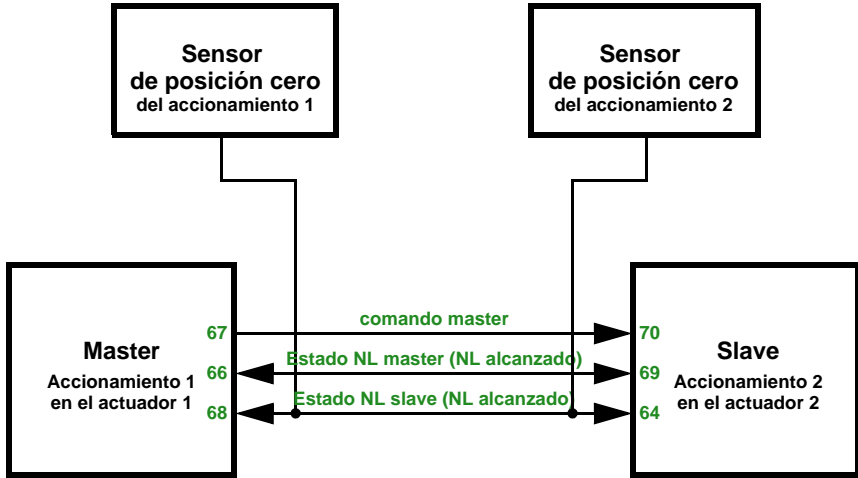 Sensor
de posición cero
del accionamiento 1
Sensor
de posición cero
del accionamiento 2
Master
Accionamiento 1
en el actuador 1
67
66
68
comando master
Estado NL master (NL alcanzado)
Estado NL slave (NL alcanzado)
70
69
64
Slave
Accionamiento 2
en el actuador 2